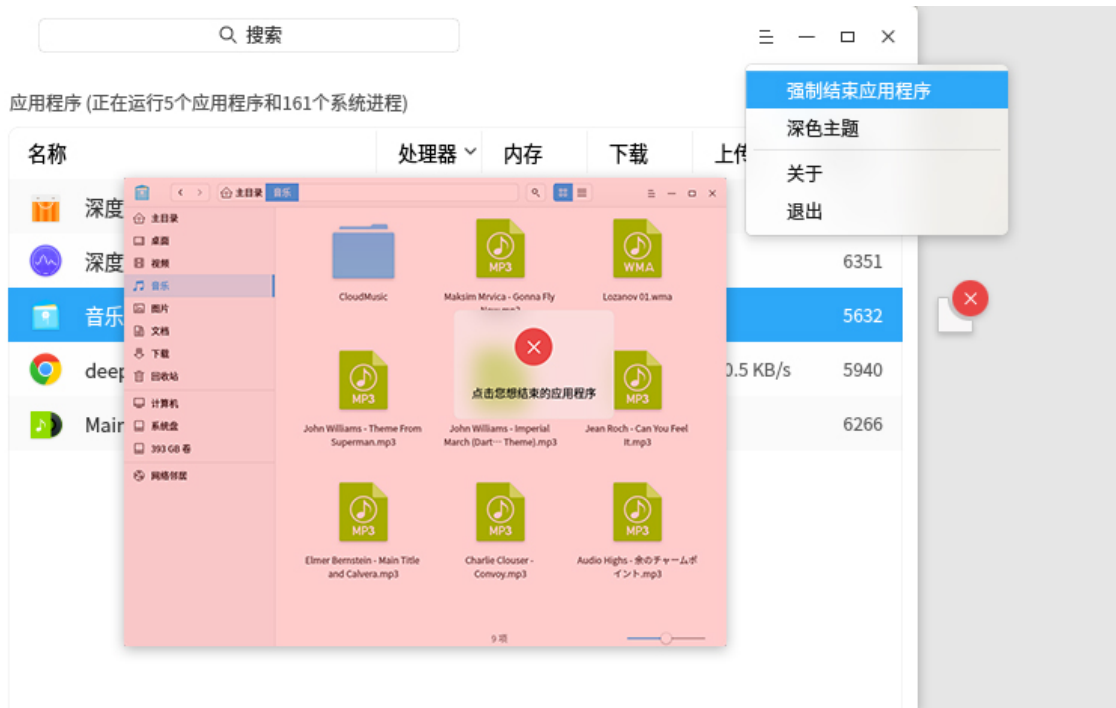 搜索
强制结束应用程序
深色主题
关于
退出
应用程序 (正在运行5个应用程序和161个系统进程)
名称
处理器
内存
下载
上传
深度
深度
6351
音乐
5632
deep
0.5 KB/s
5940
Main
6266
主目录
音乐
主目录
桌面
视频
音乐
图片
文档
下载
回收站
计算机
系统盘
393 GB 卷
网络邻居
CloudMusic
MP3
Maksim Mrvica - Gonna Fly
Now.mp3
WMA
Lozanov 01.wma
点击您想结束的应用程序
MP3
John Williams - Theme From
Superman.mp3
John Williams - Imperial
March (Dart… Theme).mp3
MP3
Jean Roch - Can You Feel
It.mp3
MP3
Elmer Bernstein - Main Title
and Calvera.mp3
MP3
Charlie Clouser -
Convoy.mp3
MP3
Audio Highs - 余のチャームポ
イント.mp3
9 项